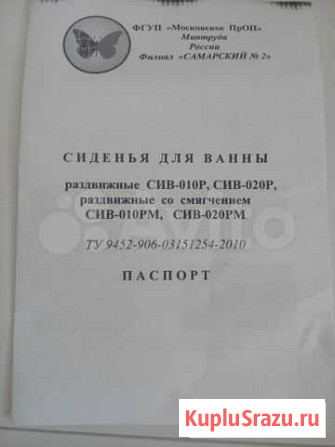 ФГУП «Московское ПрОП»
Минтруда
России
Филиал «САМАРСКИЙ № 2»
СИДЕНЬЯ ДЛЯ ВАННЫ
раздвижные СИВ-010Р, СИВ-020Р,
раздвижные со смягчением
СИВ-010РМ, СИВ-020РМ
ТУ 9452-906-03151254-2010
ПАСПОРТ
Avito
KupluSrazu.ru